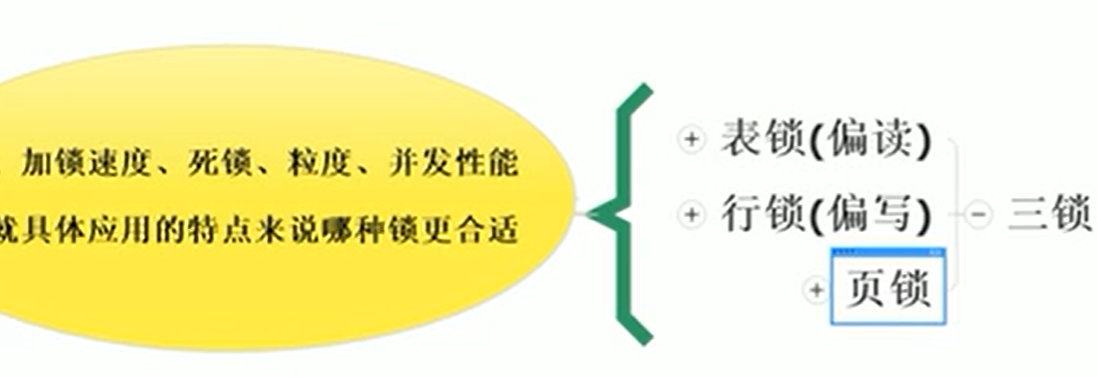 、加锁速度、死锁、粒度、并发性能
就具体应用的特点来说哪种锁更合适
表锁(偏读)
行锁(偏写)
页锁
三锁